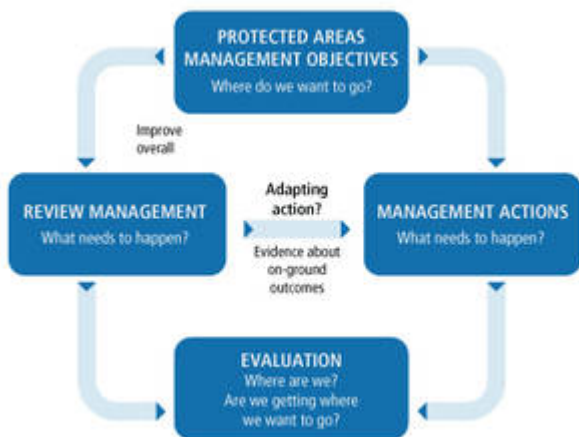 PROTECTED AREAS
MANAGEMENT OBJECTIVES
Where do we want to go?
Improve
overall
REVIEW MANAGEMENT
What needs to happen?
Adapting
action?
Evidence about
on-ground
outcomes
MANAGEMENT ACTIONS
What needs to happen?
EVALUATION
Where are we?
Are we getting where
we want to go?